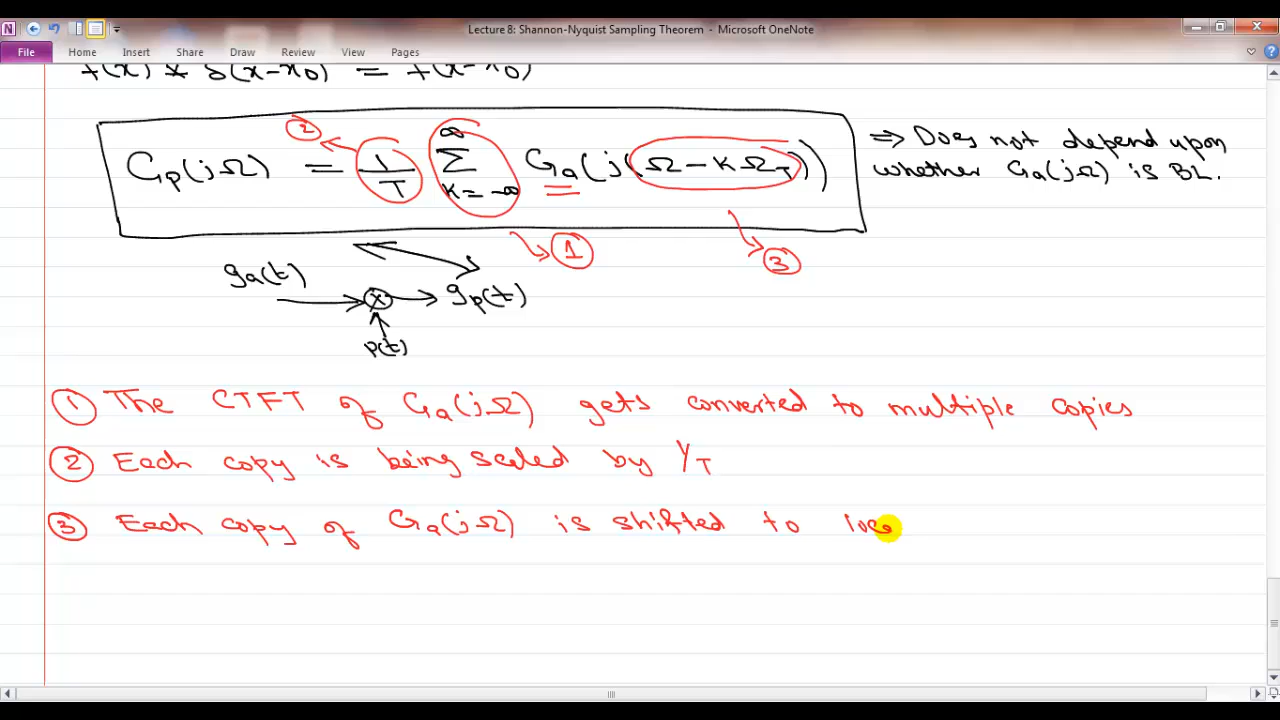 Lecture 8: Shannon-Nyquist Sampling Theorem - Microsoft OneNote
File Home Insert Share Draw Review View Pages
f(x) * δ(x-x0) = f(x-x0)
②
Gp(jΩ) = 1/T ∑ k=-∞ ∞ Ga(j(Ω-kΩT))
⇒ Does not depend upon
whether Ga(jΩ) is BL.
① ③
ga(t) × gp(t)
p(t)
① The CTFT of Ga(jΩ) gets converted to multiple copies
② Each copy is being scaled by 1/T
③ Each copy of Ga(jΩ) is shifted to loca